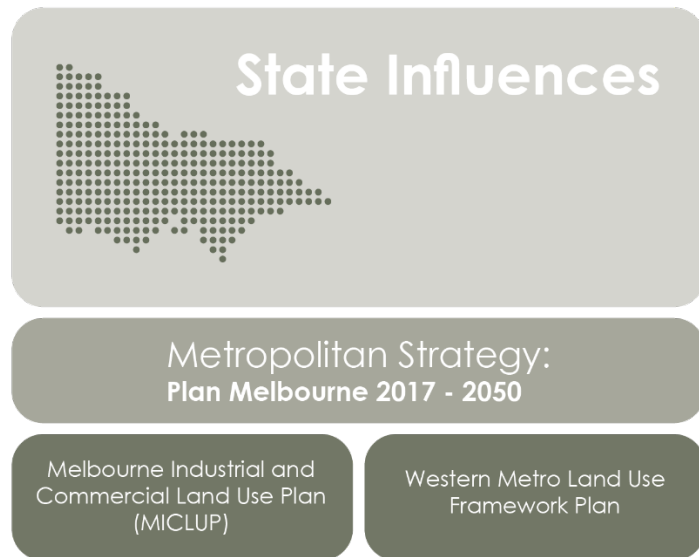 State Influences
Metropolitan Strategy:
Plan Melbourne 2017 - 2050
Melbourne Industrial and
Commercial Land Use Plan
(MICLUP)
Western Metro Land Use
Framework Plan